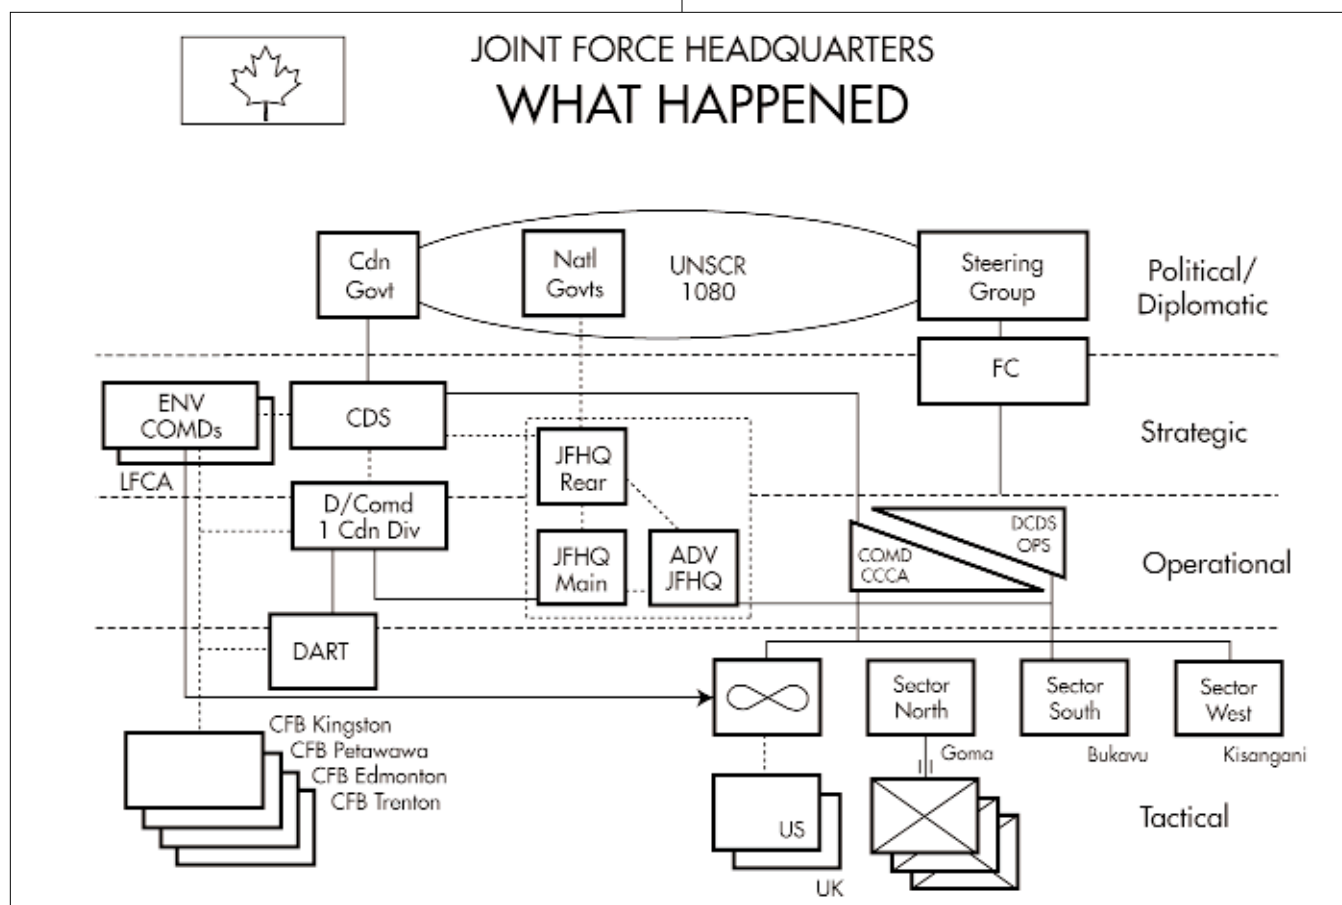 JOINT FORCE HEADQUARTERS
WHAT HAPPENED
Cdn
Govt
Natl
Govts
UNSCR
1080
Steering
Group
Political/
Diplomatic
FC
ENV
COMDs
LFCA
CDS
JFHQ
Rear
Strategic
D/Comd
1 Cdn Div
JFHQ
Main
ADV
JFHQ
COMD
CCCA
DCDS
OPS
Operational
DART
Sector
North
Goma
Sector
South
Bukavu
Sector
West
Kisangani
CFB Kingston
CFB Petawawa
CFB Edmonton
CFB Trenton
US
UK
Tactical